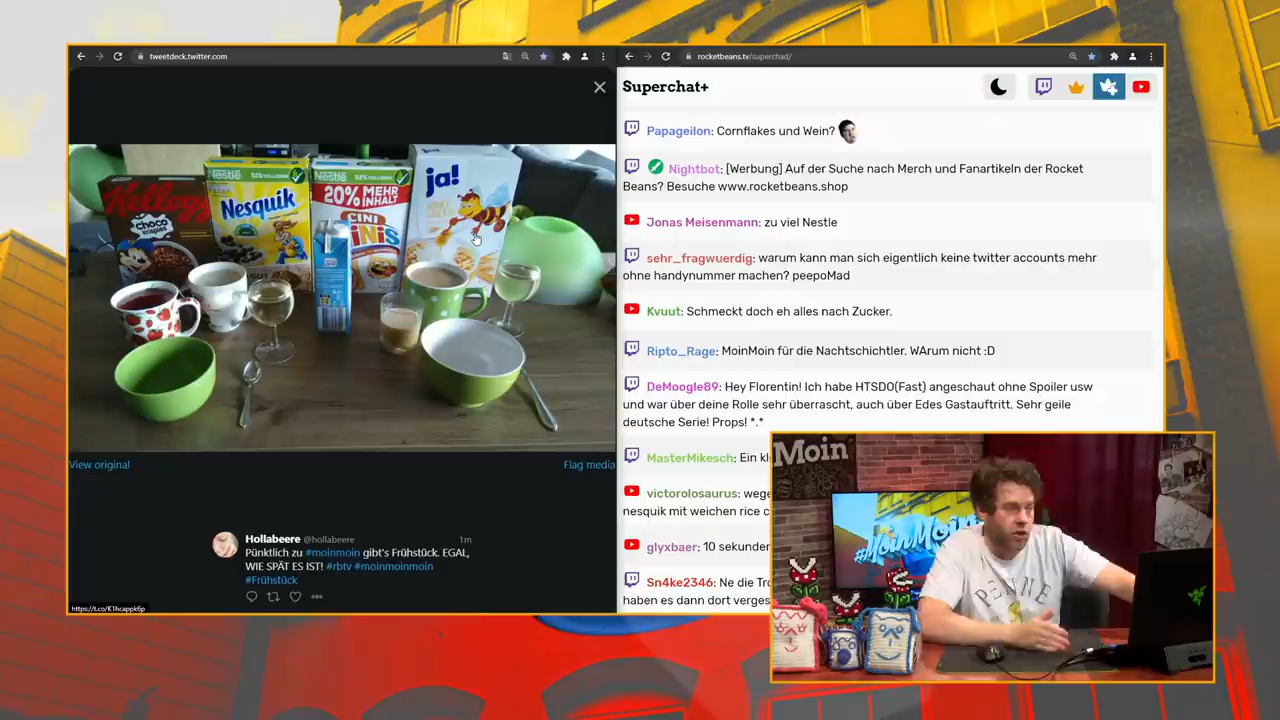 tweetdeck.twitter.com
Kellogg's
choco
krispies
Nestlé
Nesquik
Nestlé
20% MEHR
INHALT
CINI
MINIS
ja!
View original
Flag media
Hollabeere @hollabeere
1m
Pünktlich zu #moinmoin gibt's Frühstück. EGAL,
WIE SPÄT ES IST! #rbtv #moinmoinmoin
#Frühstück
https://t.co/K1hcappk6p
rocketbeans.tv/superchad/
Superchat+
Papageilon: Cornflakes und Wein?
Nightbot: [Werbung] Auf der Suche nach Merch und Fanartikeln der Rocket
Beans? Besuche www.rocketbeans.shop
Jonas Meisenmann: zu viel Nestle
sehr_fragwuerdig: warum kann man sich eigentlich keine twitter accounts mehr
ohne handynummer machen? peepoMad
Kvuut: Schmeckt doch eh alles nach Zucker.
Ripto_Rage: MoinMoin für die Nachtschichtler. WArum nicht :D
DeMoogle89: Hey Florentin! Ich habe HTSDO(Fast) angeschaut ohne Spoiler usw
und war über deine Rolle sehr überrascht, auch über Edes Gastauftritt. Sehr geile
deutsche Serie! Props! *.*
MasterMikesch: Ein kl
victorolosaurus: wege
nesquik mit weichen rice c
glyxbaer: 10 sekunden
Sn4ke2346: Ne die Tro
haben es dann dort verges
Moin
#MoinMoin